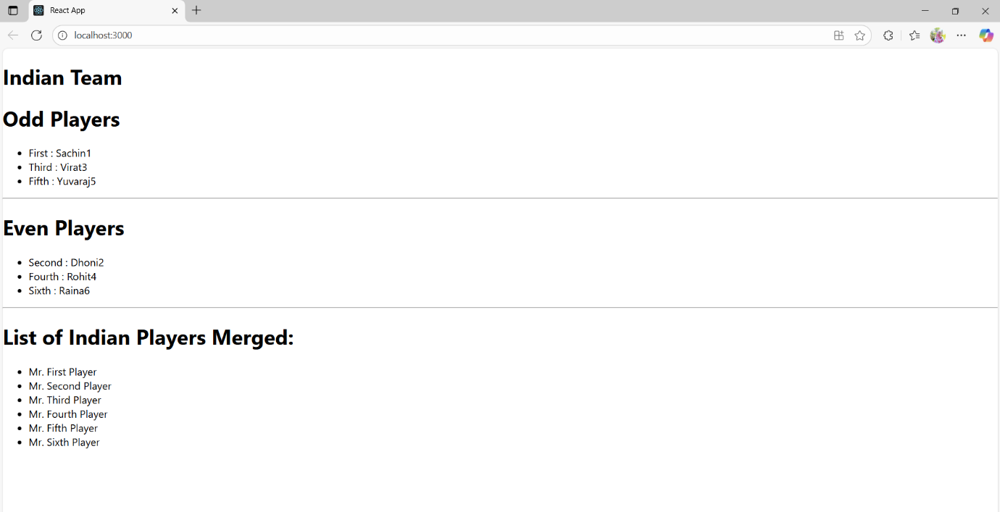 React App
localhost:3000
Indian Team
Odd Players
First : Sachin1
Third : Virat3
Fifth : Yuvaraj5
Even Players
Second : Dhoni2
Fourth : Rohit4
Sixth : Raina6
List of Indian Players Merged:
Mr. First Player
Mr. Second Player
Mr. Third Player
Mr. Fourth Player
Mr. Fifth Player
Mr. Sixth Player